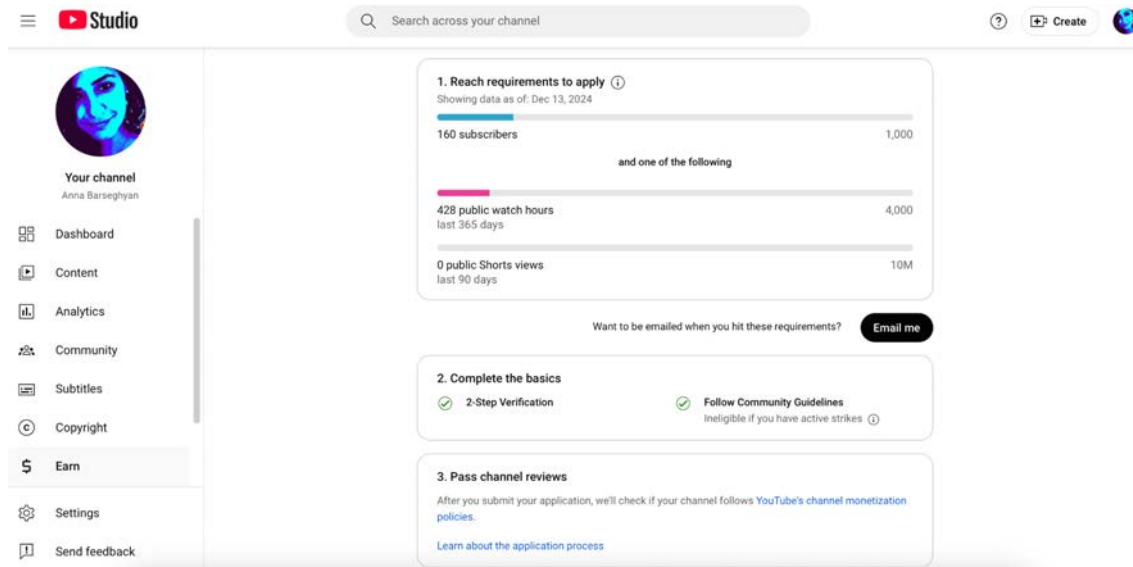 Studio
Search across your channel
Create
Your channel
Anna Barseghyan
Dashboard
Content
Analytics
Community
Subtitles
Copyright
Earn
Settings
Send feedback
1. Reach requirements to apply
Showing data as of: Dec 13, 2024
160 subscribers 1,000
and one of the following
428 public watch hours 4,000
last 365 days
0 public Shorts views 10M
last 90 days
Want to be emailed when you hit these requirements? Email me
2. Complete the basics
2-Step Verification
Follow Community Guidelines
Ineligible if you have active strikes
3. Pass channel reviews
After you submit your application, we'll check if your channel follows YouTube's channel monetization
policies.
Learn about the application process